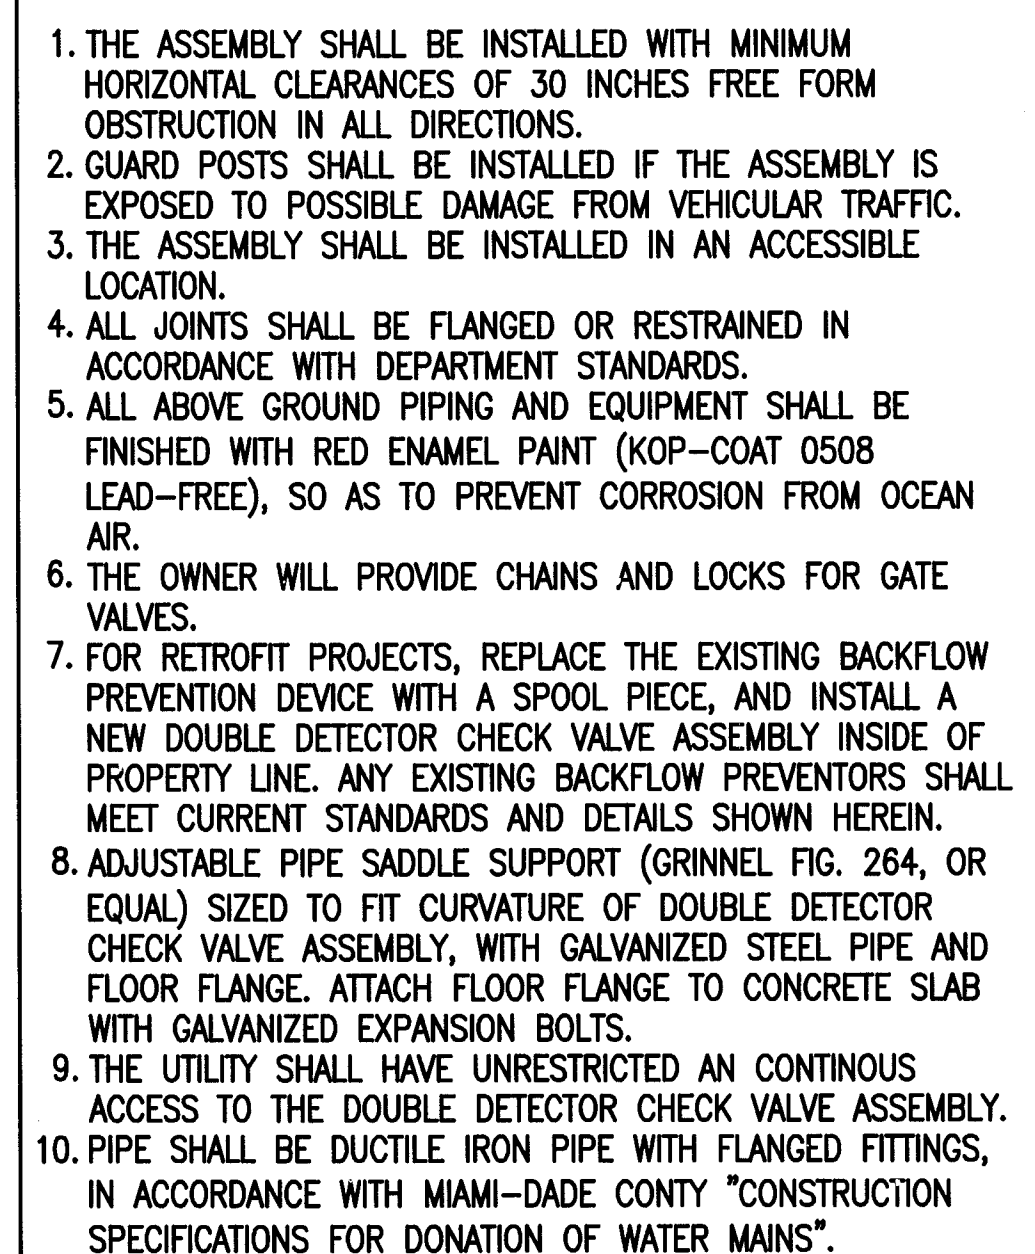 1. THE ASSEMBLY SHALL BE INSTALLED WITH MINIMUM
HORIZONTAL CLEARANCES OF 30 INCHES FREE FORM
OBSTRUCTION IN ALL DIRECTIONS.
2. GUARD POSTS SHALL BE INSTALLED IF THE ASSEMBLY IS
EXPOSED TO POSSIBLE DAMAGE FROM VEHICULAR TRAFFIC.
3. THE ASSEMBLY SHALL BE INSTALLED IN AN ACCESSIBLE
LOCATION.
4. ALL JOINTS SHALL BE FLANGED OR RESTRAINED IN
ACCORDANCE WITH DEPARTMENT STANDARDS.
5. ALL ABOVE GROUND PIPING AND EQUIPMENT SHALL BE
FINISHED WITH RED ENAMEL PAINT (KOP-COAT 0508
LEAD-FREE), SO AS TO PREVENT CORROSION FROM OCEAN
AIR.
6. THE OWNER WILL PROVIDE CHAINS AND LOCKS FOR GATE
VALVES.
7. FOR RETROFIT PROJECTS, REPLACE THE EXISTING BACKFLOW
PREVENTION DEVICE WITH A SPOOL PIECE, AND INSTALL A
NEW DOUBLE DETECTOR CHECK VALVE ASSEMBLY INSIDE OF
PROPERTY LINE. ANY EXISTING BACKFLOW PREVENTORS SHALL
MEET CURRENT STANDARDS AND DETAILS SHOWN HEREIN.
8. ADJUSTABLE PIPE SADDLE SUPPORT (GRINNEL FIG. 264, OR
EQUAL) SIZED TO FIT CURVATURE OF DOUBLE DETECTOR
CHECK VALVE ASSEMBLY, WITH GALVANIZED STEEL PIPE AND
FLOOR FLANGE. ATTACH FLOOR FLANGE TO CONCRETE SLAB
WITH GALVANIZED EXPANSION BOLTS.
9. THE UTILITY SHALL HAVE UNRESTRICTED AN CONTINOUS
ACCESS TO THE DOUBLE DETECTOR CHECK VALVE ASSEMBLY.
10. PIPE SHALL BE DUCTILE IRON PIPE WITH FLANGED FITTINGS,
IN ACCORDANCE WITH MIAMI-DADE CONTY "CONSTRUCTION
SPECIFICATIONS FOR DONATION OF WATER MAINS".